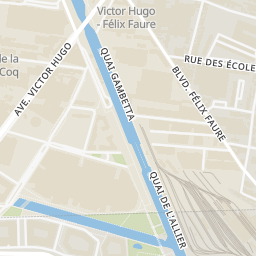 Victor Hugo
- Félix Faure
RUE DES ÉCOLE
de la
Coq
AVE. VICTOR HUGO
QUAI GAMBETTA
BLVD. FÉLIX FAURE
QUAI DE L'ALLIER